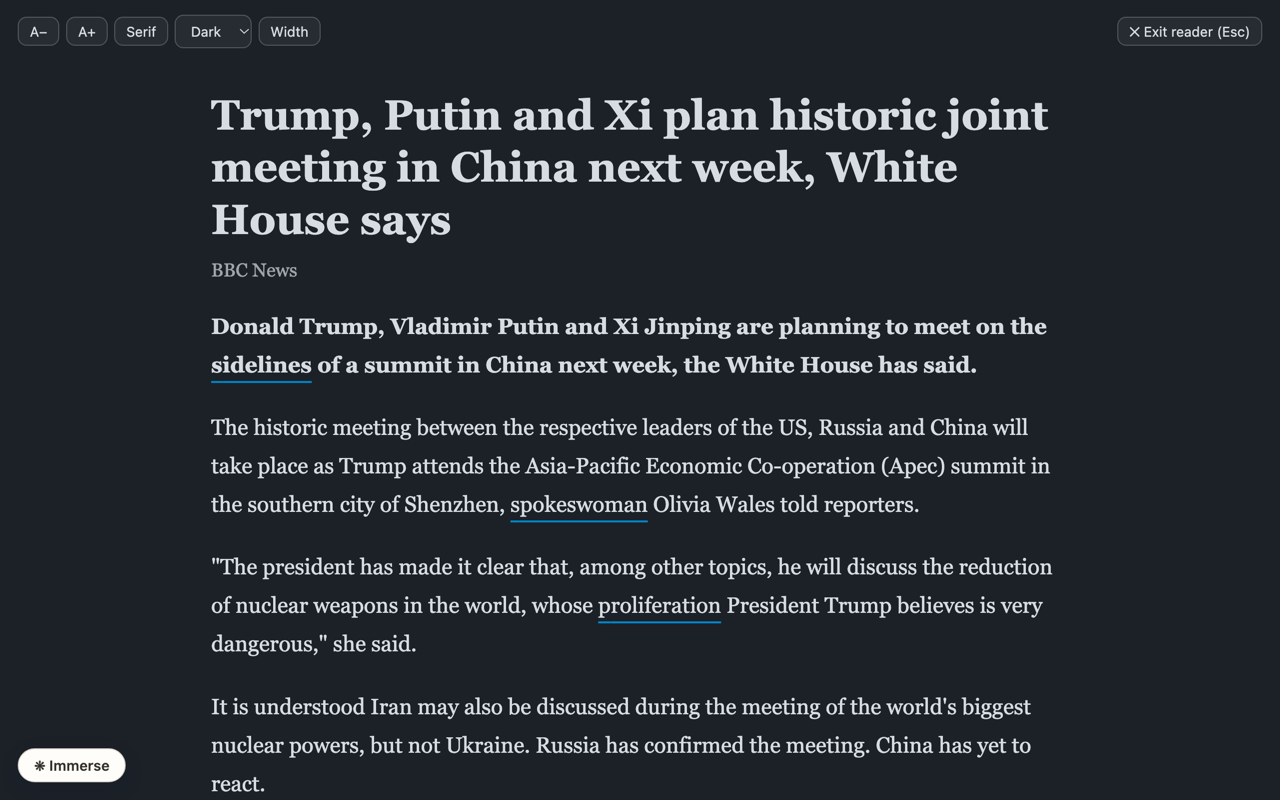 A–
A+
Serif
Dark
Width
✕ Exit reader (Esc)
Trump, Putin and Xi plan historic joint
meeting in China next week, White
House says
BBC News
Donald Trump, Vladimir Putin and Xi Jinping are planning to meet on the
sidelines of a summit in China next week, the White House has said.
The historic meeting between the respective leaders of the US, Russia and China will
take place as Trump attends the Asia-Pacific Economic Co-operation (Apec) summit in
the southern city of Shenzhen, spokeswoman Olivia Wales told reporters.
"The president has made it clear that, among other topics, he will discuss the reduction
of nuclear weapons in the world, whose proliferation President Trump believes is very
dangerous," she said.
It is understood Iran may also be discussed during the meeting of the world's biggest
nuclear powers, but not Ukraine. Russia has confirmed the meeting. China has yet to
react.
❋ Immerse